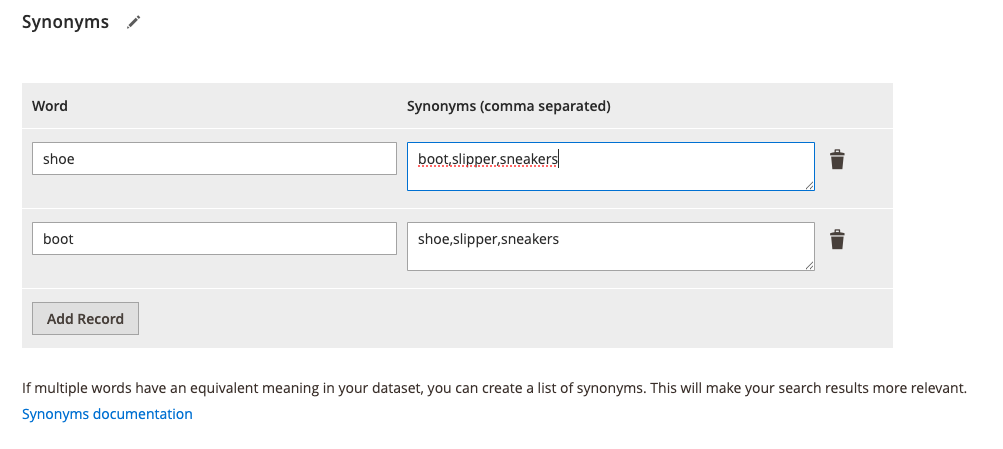 Synonyms
Word Synonyms (comma separated)
shoe boot,slipper,sneakers
boot shoe,slipper,sneakers
Add Record
If multiple words have an equivalent meaning in your dataset, you can create a list of synonyms. This will make your search results more relevant.
Synonyms documentation